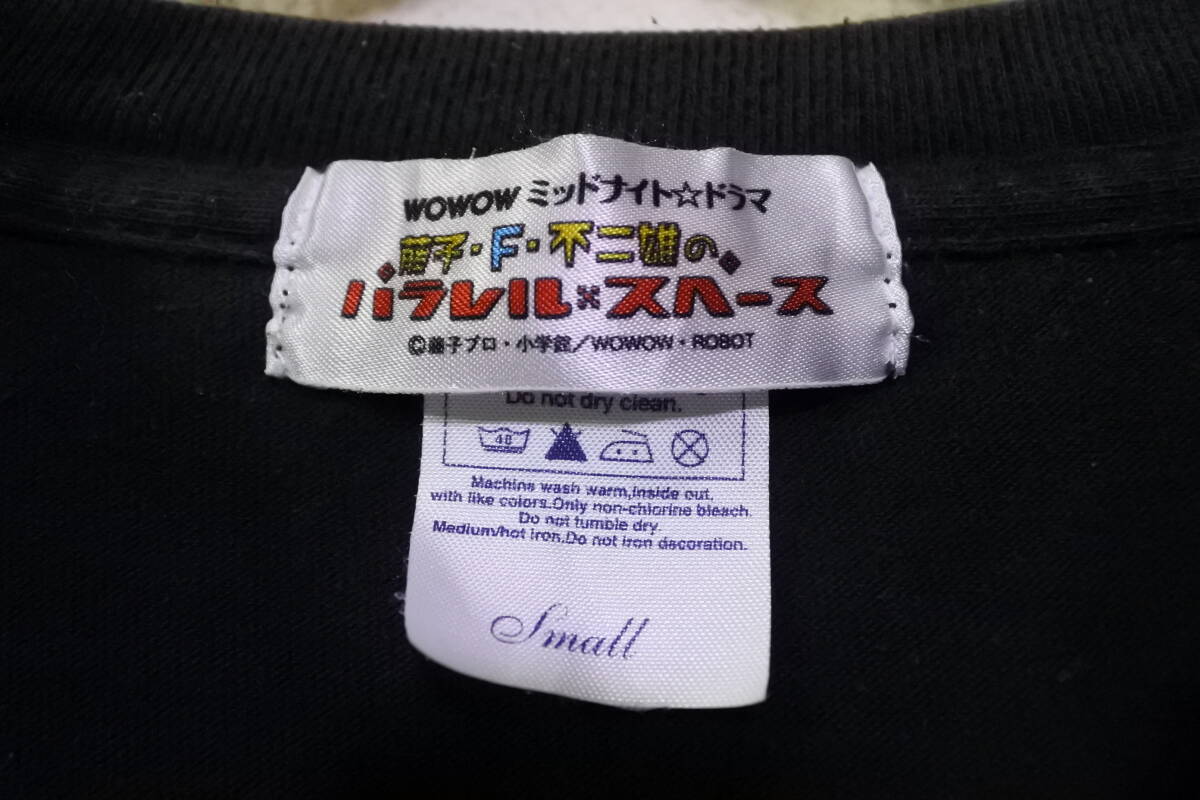 WOWOW ミッドナイト☆ドラマ
藤子・F・不二雄の
パラレル×スペース
©藤子プロ・小学館/WOWOW・ROBOT
Do not dry clean.
40
Machine wash warm,inside out,
with like colors.Only non-chlorine bleach.
Do not tumble dry.
Medium/hot iron.Do not iron decoration.
Small